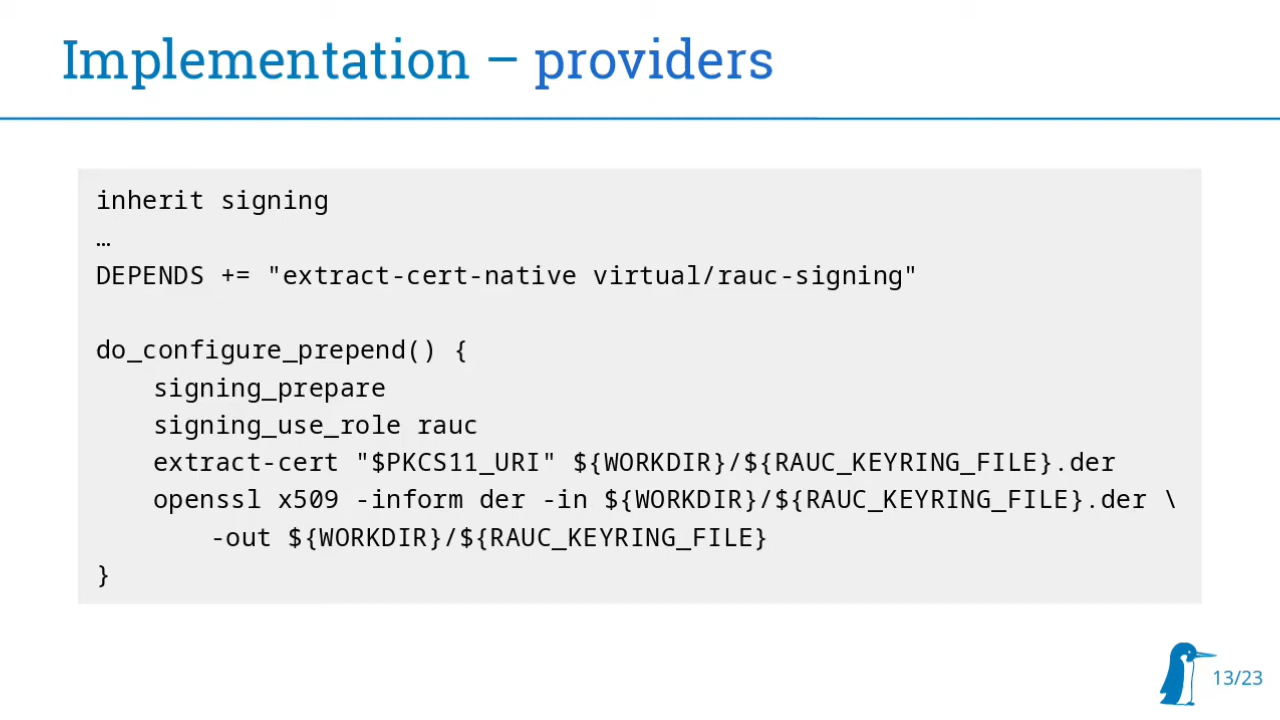 Implementation – providers
inherit signing
…
DEPENDS += "extract-cert-native virtual/rauc-signing"
do_configure_prepend() {
signing_prepare
signing_use_role rauc
extract-cert "$PKCS11_URI" ${WORKDIR}/${RAUC_KEYRING_FILE}.der
openssl x509 -inform der -in ${WORKDIR}/${RAUC_KEYRING_FILE}.der \
-out ${WORKDIR}/${RAUC_KEYRING_FILE}
}
13/23